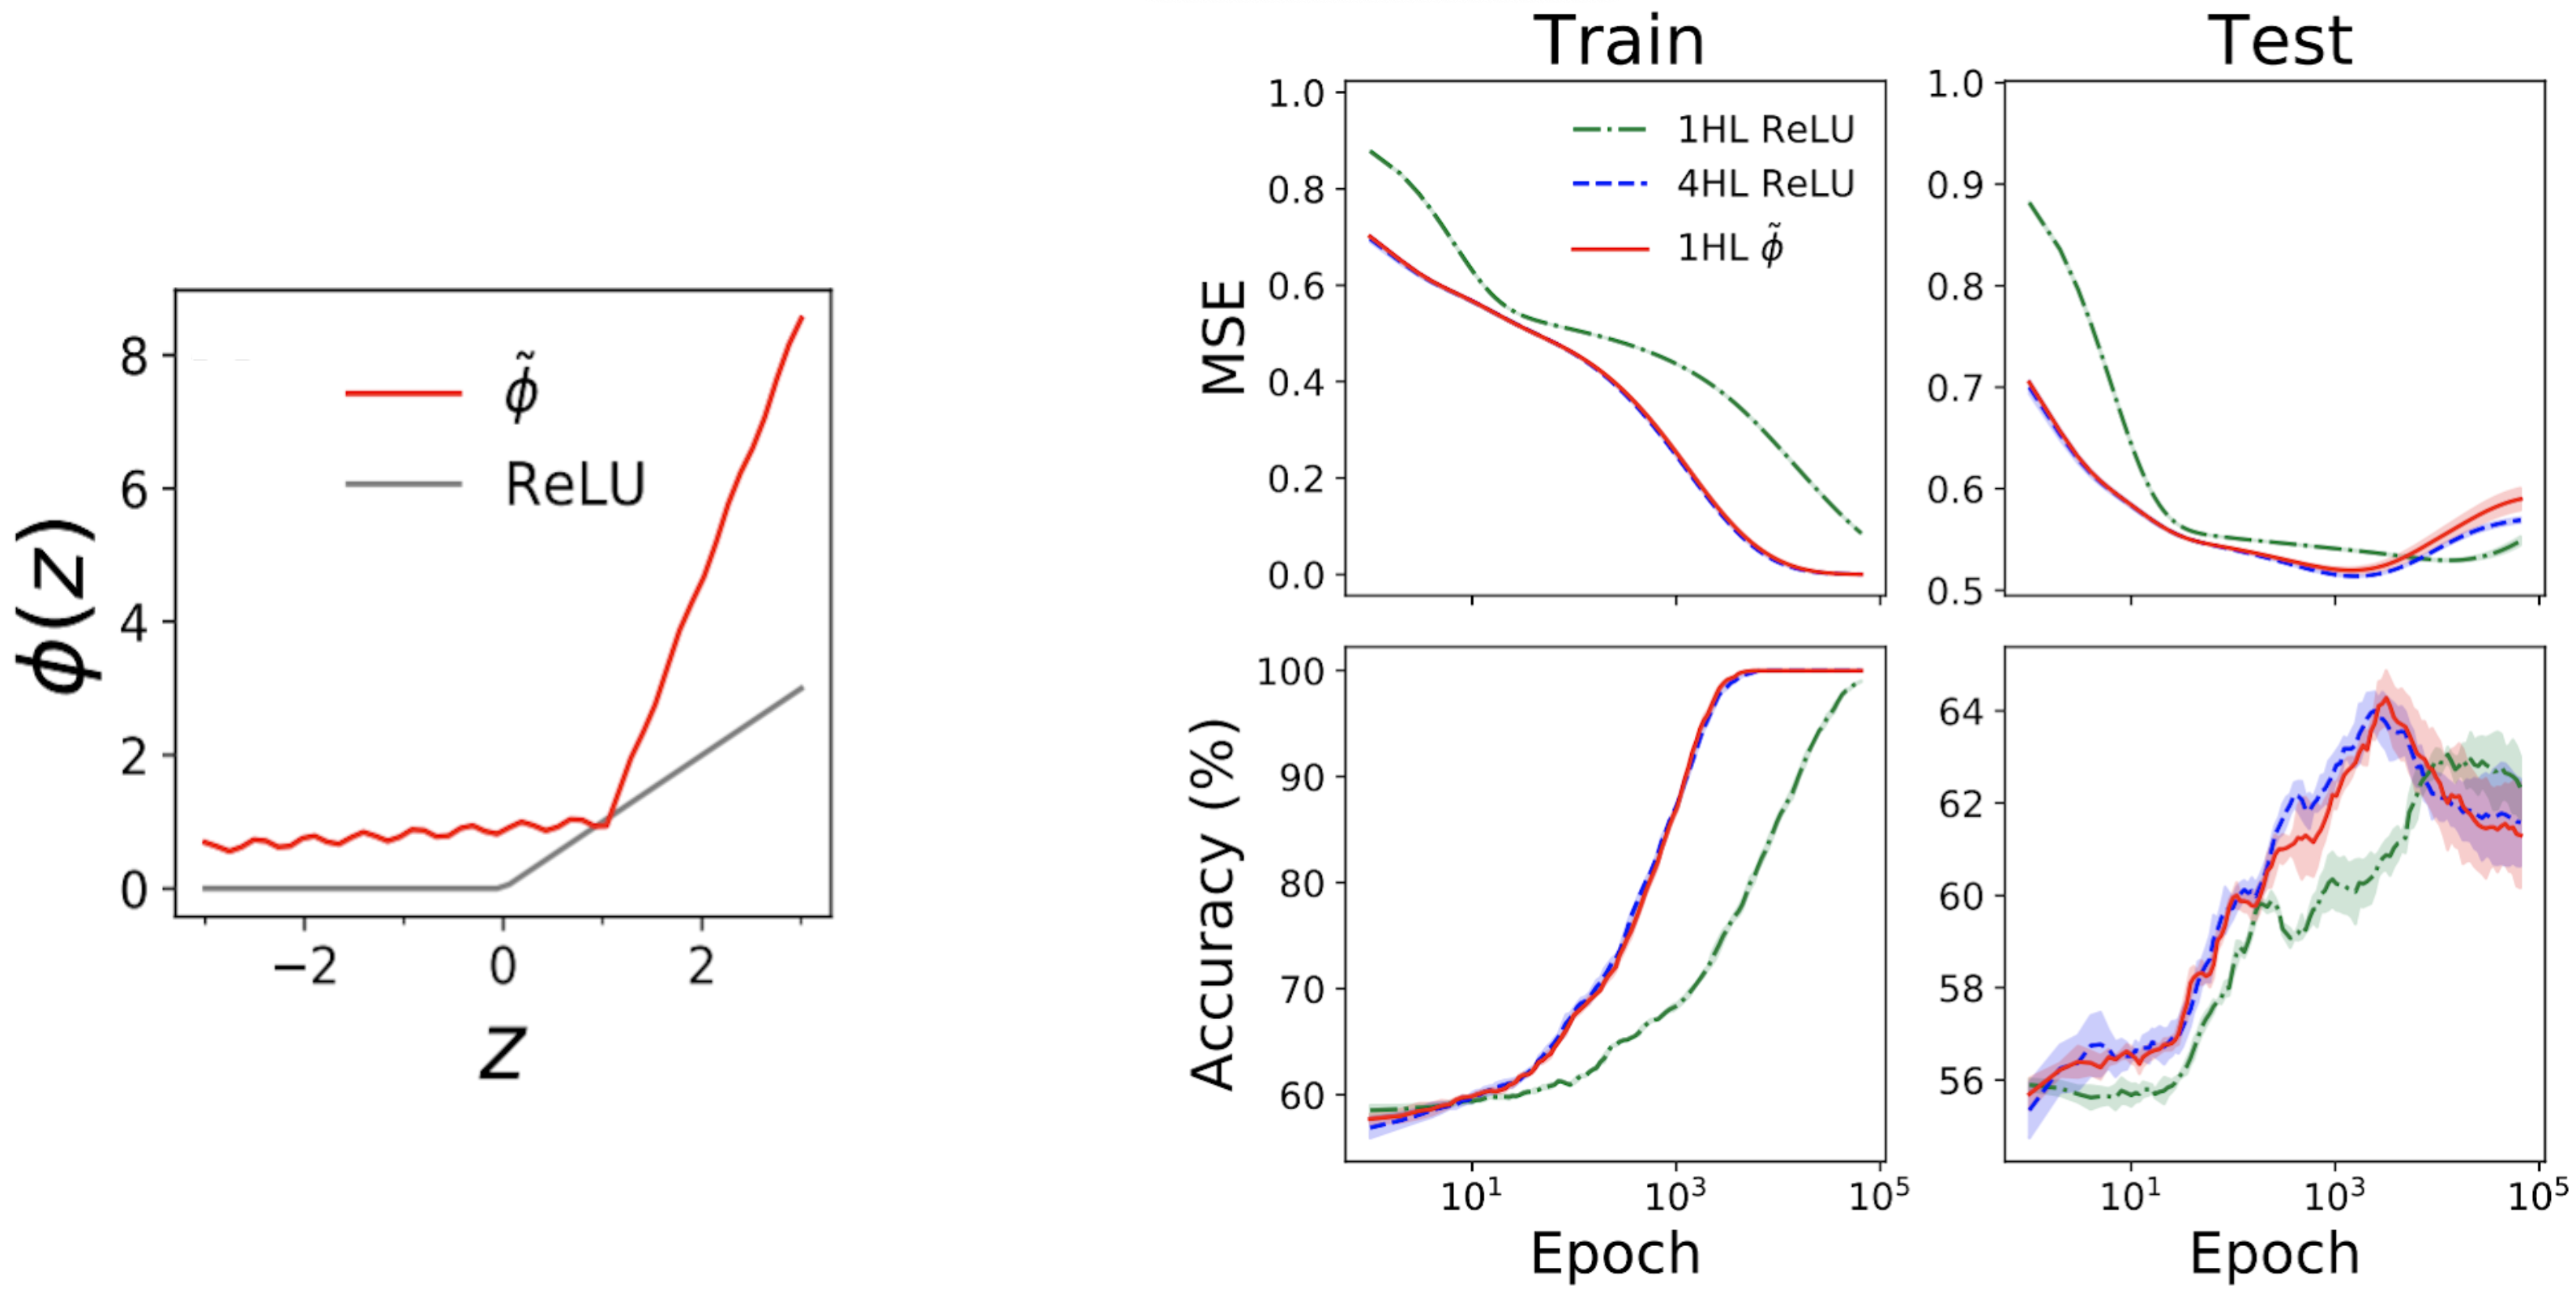 ϕ(z)
8
6
4
2
0
ϕ̃
ReLU
−2 0 2
z
Train
MSE
1.0
0.8
0.6
0.4
0.2
0.0
1HL ReLU
4HL ReLU
1HL ϕ̃
Test
1.0
0.9
0.8
0.7
0.6
0.5
Accuracy (%)
100
90
80
70
60
10¹ 10³ 10⁵
Epoch
64
62
60
58
56
10¹ 10³ 10⁵
Epoch